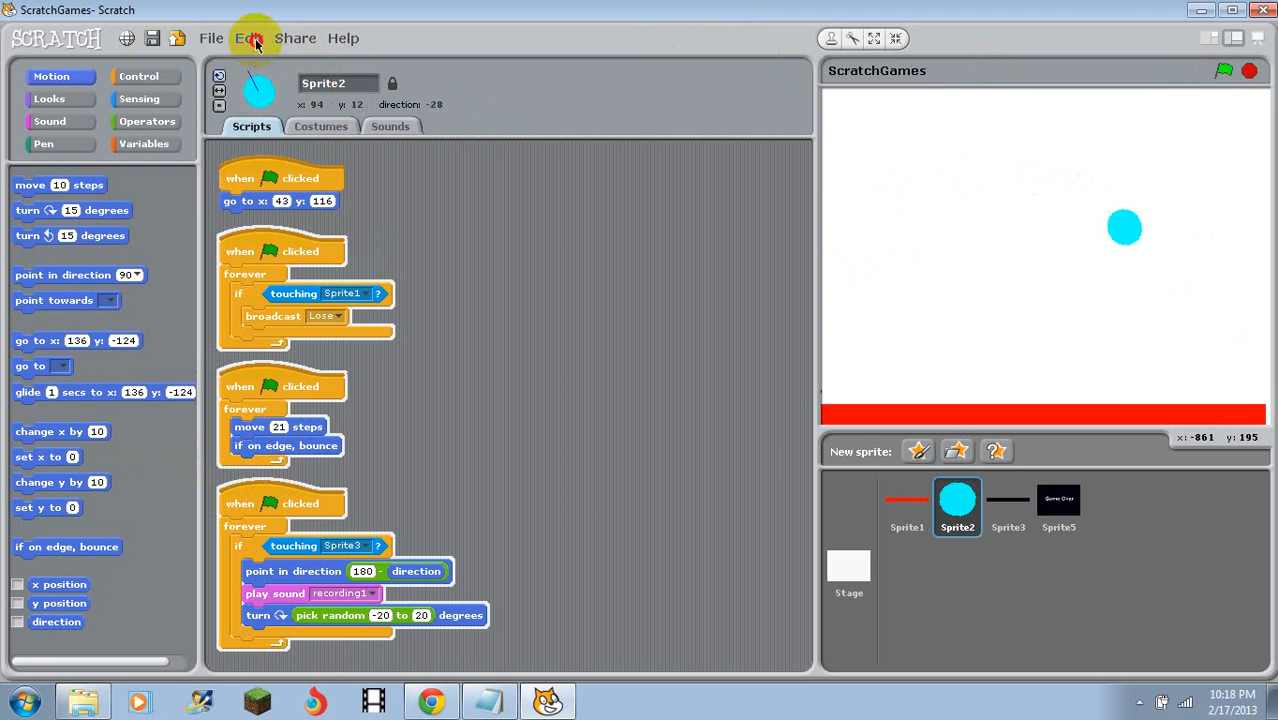 ScratchGames- Scratch
SCRATCH File Edit Share Help
Motion Control
Looks Sensing
Sound Operators
Pen Variables
move 10 steps
turn 15 degrees
turn 15 degrees
point in direction 90
point towards
go to x: 136 y: -124
go to
glide 1 secs to x: 136 y: -124
change x by 10
set x to 0
change y by 10
set y to 0
if on edge, bounce
x position
y position
direction
Sprite2
x: 94 y: 12 direction: -28
Scripts Costumes Sounds
when clicked
go to x: 43 y: 116
when clicked
forever
if touching Sprite1 ?
broadcast Lose
when clicked
forever
move 21 steps
if on edge, bounce
when clicked
forever
if touching Sprite3 ?
point in direction 180 - direction
play sound recording1
turn pick random -20 to 20 degrees
ScratchGames
x: -861 y: 195
New sprite:
Game Over
Sprite1 Sprite2 Sprite3 Sprite5
Stage
10:18 PM
2/17/2013